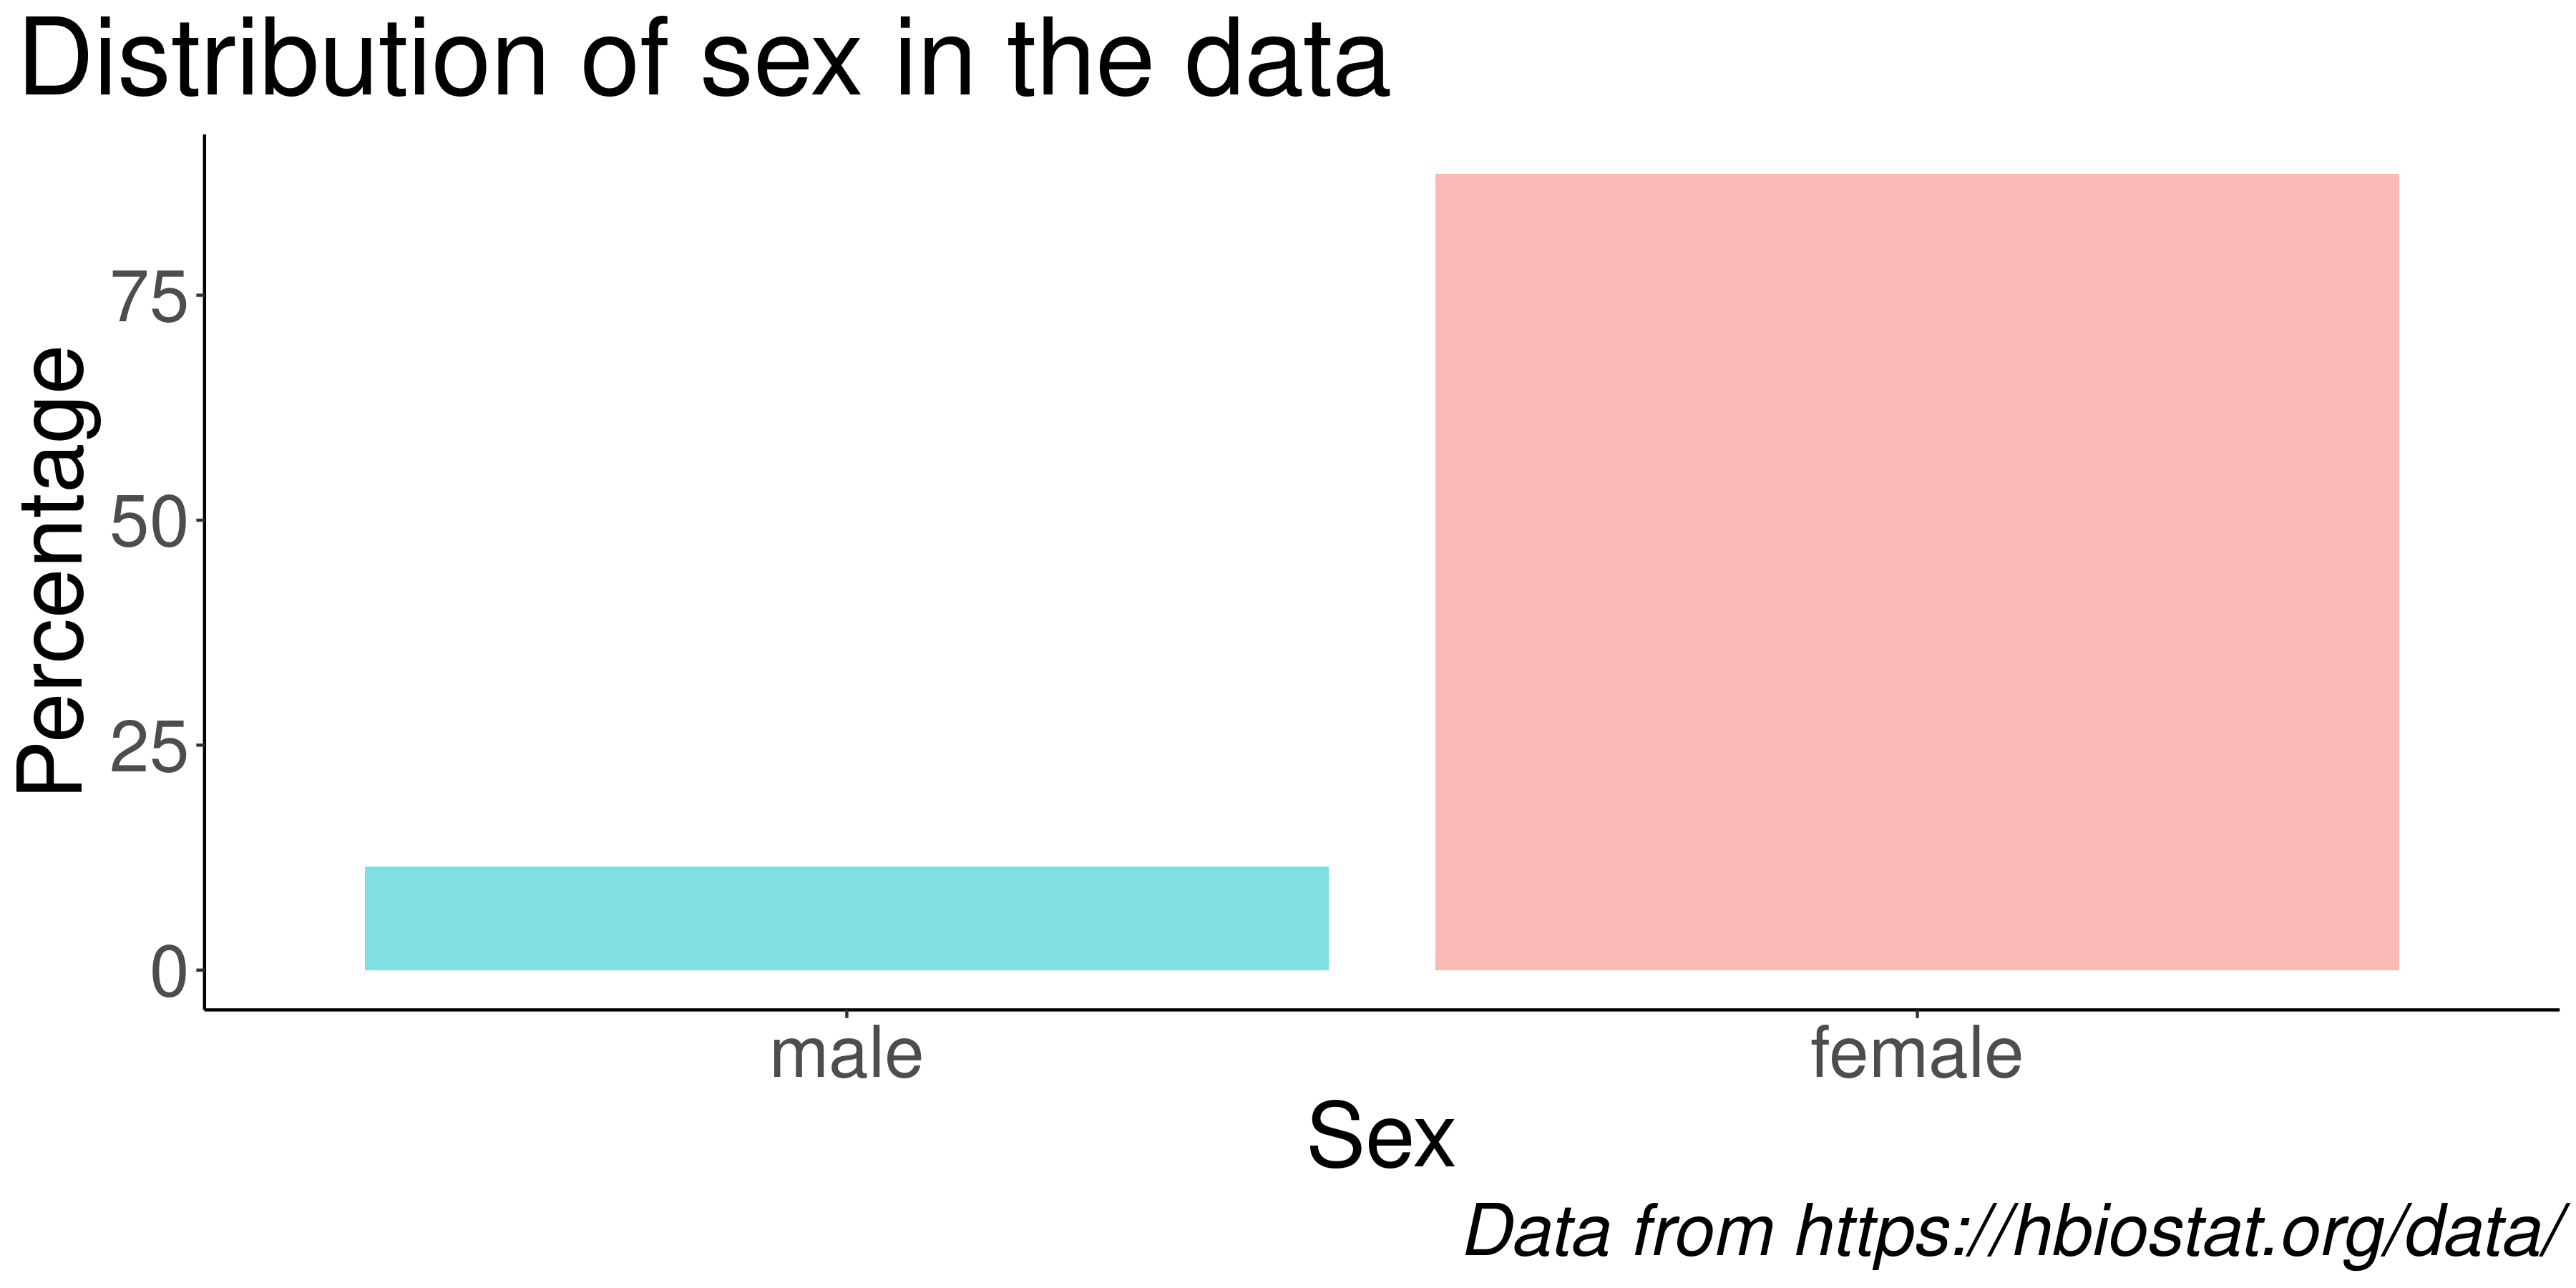 Distribution of sex in the data
Percentage
75
50
25
0
male female
Sex
Data from https://hbiostat.org/data/